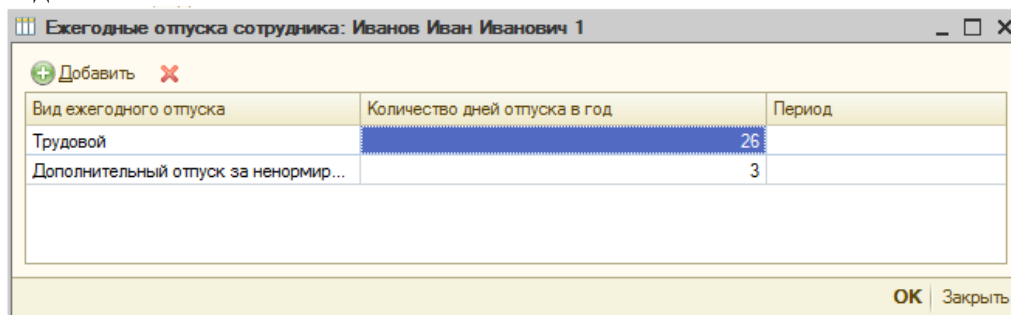 Ежегодные отпуска сотрудника: Иванов Иван Иванович 1
Добавить
Вид ежегодного отпуска Количество дней отпуска в год Период
Трудовой 26
Дополнительный отпуск за ненормир... 3
ОК Закрыть